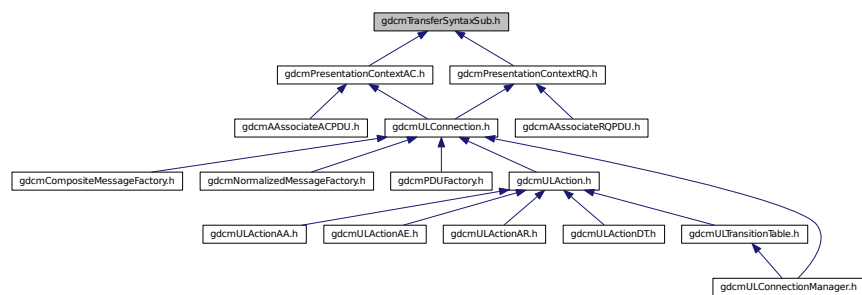 gdcmTransferSyntaxSub.h
gdcmPresentationContextAC.h
gdcmPresentationContextRQ.h
gdcmAAssociateACPDU.h
gdcmULConnection.h
gdcmAAssociateRQPDU.h
gdcmCompositeMessageFactory.h
gdcmNormalizedMessageFactory.h
gdcmPDUFactory.h
gdcmULAction.h
gdcmULActionAA.h
gdcmULActionAE.h
gdcmULActionAR.h
gdcmULActionDT.h
gdcmULTransitionTable.h
gdcmULConnectionManager.h